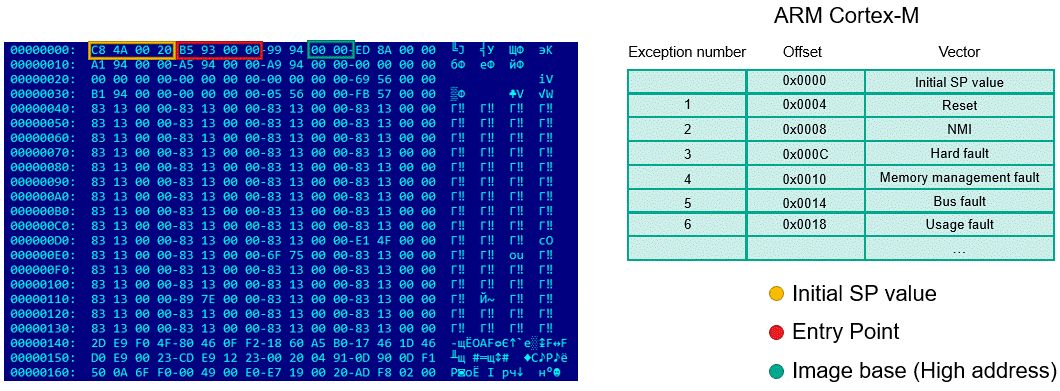 ARM Cortex-M
Exception number Offset Vector
0x0000 Initial SP value
1 0x0004 Reset
2 0x0008 NMI
3 0x000C Hard fault
4 0x0010 Memory management fault
5 0x0014 Bus fault
6 0x0018 Usage fault
...
Initial SP value
Entry Point
Image base (High address)
00000000: C8 4A 00 20-B5 93 00 00-99 94 00 00-ED 8A 00 00
00000010: A1 94 00 00-A5 94 00 00-A9 94 00 00-00 00 00 00
00000020: 00 00 00 00-00 00 00 00-00 00 00 00-69 56 00 00
00000030: B1 94 00 00-00 00 00 00-05 56 00 00-FB 57 00 00
00000040: 83 13 00 00-83 13 00 00-83 13 00 00-83 13 00 00
00000050: 83 13 00 00-83 13 00 00-83 13 00 00-83 13 00 00
00000060: 83 13 00 00-83 13 00 00-83 13 00 00-83 13 00 00
00000070: 83 13 00 00-83 13 00 00-83 13 00 00-83 13 00 00
00000080: 83 13 00 00-83 13 00 00-83 13 00 00-83 13 00 00
00000090: 83 13 00 00-83 13 00 00-83 13 00 00-83 13 00 00
000000A0: 83 13 00 00-83 13 00 00-83 13 00 00-83 13 00 00
000000B0: 83 13 00 00-83 13 00 00-83 13 00 00-83 13 00 00
000000C0: 83 13 00 00-83 13 00 00-83 13 00 00-83 13 00 00
000000D0: 83 13 00 00-83 13 00 00-83 13 00 00-E1 4F 00 00
000000E0: 83 13 00 00-83 13 00 00-6F 75 00 00-83 13 00 00
000000F0: 83 13 00 00-83 13 00 00-83 13 00 00-83 13 00 00
00000100: 83 13 00 00-83 13 00 00-83 13 00 00-83 13 00 00
00000110: 83 13 00 00-89 7E 00 00-83 13 00 00-83 13 00 00
00000120: 83 13 00 00-83 13 00 00-83 13 00 00-83 13 00 00
00000130: 83 13 00 00-83 13 00 00-83 13 00 00-83 13 00 00
00000140: 2D E9 F0 4F-80 46 0F F2-18 60 A5 B0-17 46 1D 46
00000150: D0 E9 00 23-CD E9 12 23-00 20 04 91-0D 90 0D F1
00000160: 50 0A 6F F0-00 49 00 E0-E7 19 00 20-AD F8 02 00